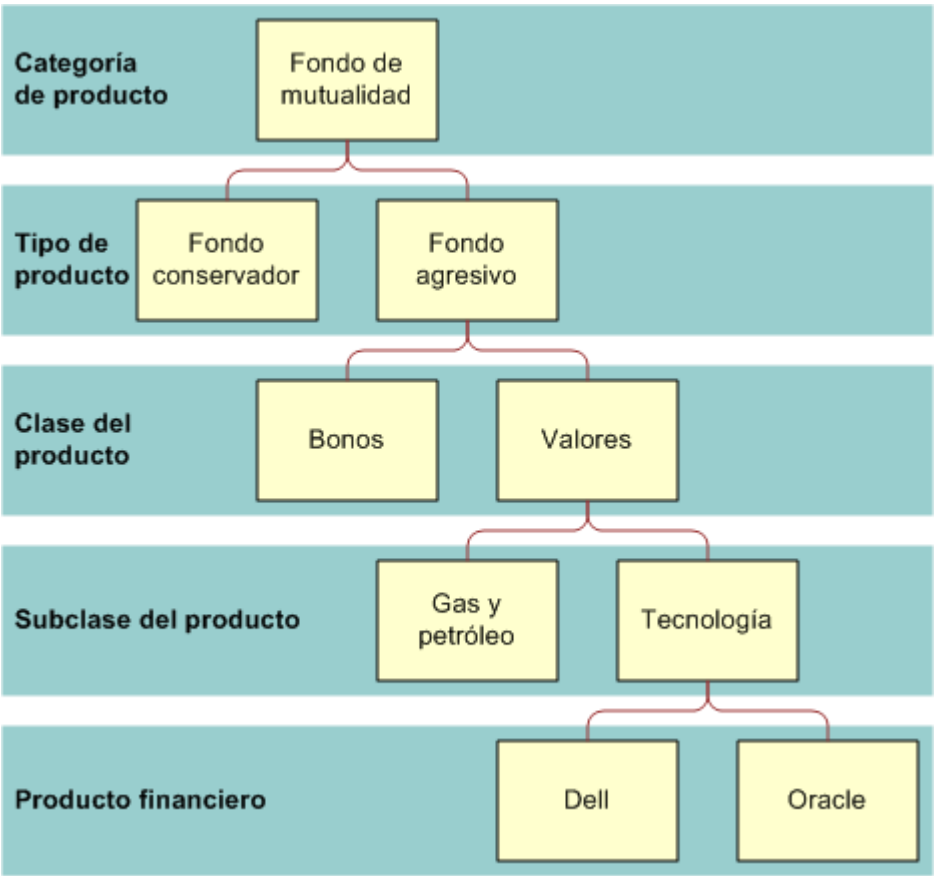 Categoría
de producto
Fondo de
mutualidad
Tipo de
producto
Fondo
conservador
Fondo
agresivo
Clase del
producto
Bonos
Valores
Subclase del producto
Gas y
petróleo
Tecnología
Producto financiero
Dell
Oracle